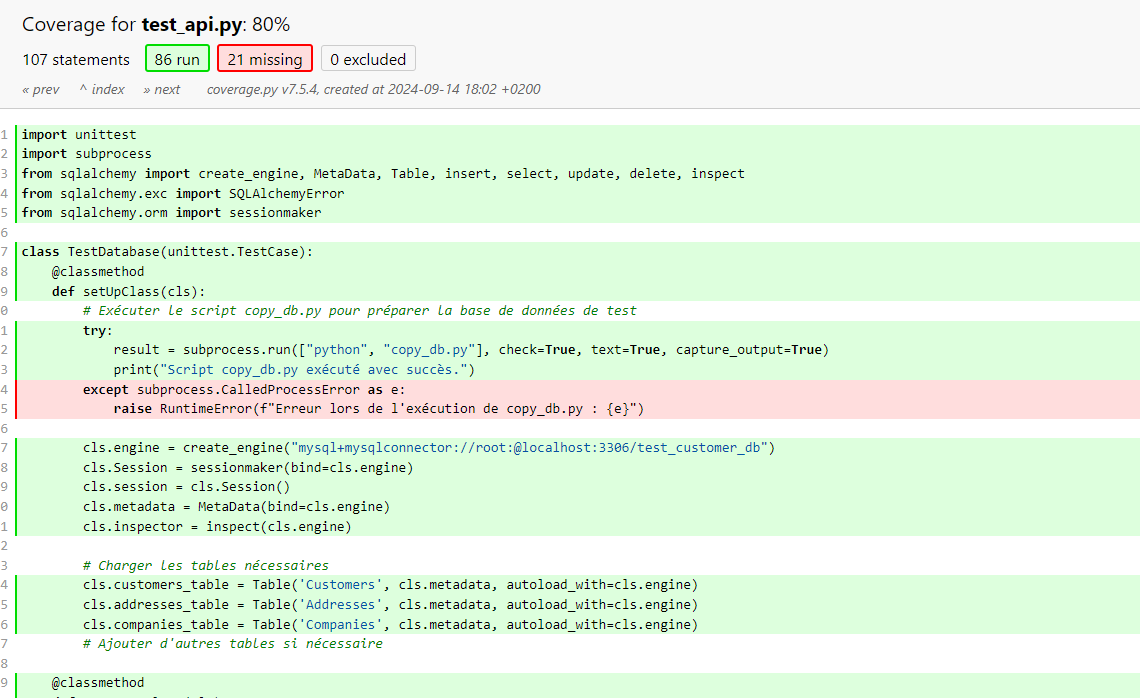 Coverage for test_api.py: 80%
107 statements 86 run 21 missing 0 excluded
« prev ^ index » next coverage.py v7.5.4, created at 2024-09-14 18:02 +0200
1 import unittest
2 import subprocess
3 from sqlalchemy import create_engine, MetaData, Table, insert, select, update, delete, inspect
4 from sqlalchemy.exc import SQLAlchemyError
5 from sqlalchemy.orm import sessionmaker
6
7 class TestDatabase(unittest.TestCase):
8 @classmethod
9 def setUpClass(cls):
0 # Exécuter le script copy_db.py pour préparer la base de données de test
1 try:
2 result = subprocess.run(["python", "copy_db.py"], check=True, text=True, capture_output=True)
3 print("Script copy_db.py exécuté avec succès.")
4 except subprocess.CalledProcessError as e:
5 raise RuntimeError(f"Erreur lors de l'exécution de copy_db.py : {e}")
6
7 cls.engine = create_engine("mysql+mysqlconnector://root:@localhost:3306/test_customer_db")
8 cls.Session = sessionmaker(bind=cls.engine)
9 cls.session = cls.Session()
0 cls.metadata = MetaData(bind=cls.engine)
1 cls.inspector = inspect(cls.engine)
2
3 # Charger les tables nécessaires
4 cls.customers_table = Table('Customers', cls.metadata, autoload_with=cls.engine)
5 cls.addresses_table = Table('Addresses', cls.metadata, autoload_with=cls.engine)
6 cls.companies_table = Table('Companies', cls.metadata, autoload_with=cls.engine)
7 # Ajouter d'autres tables si nécessaire
8
9 @classmethod